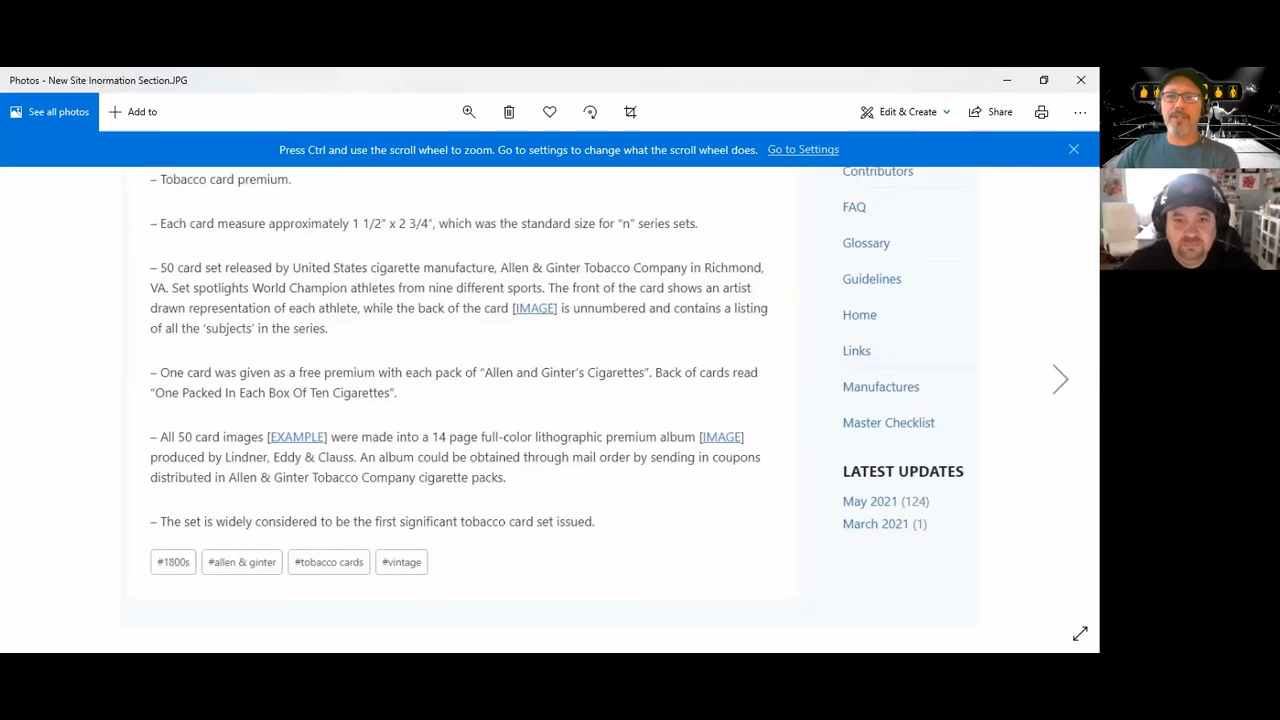 Photos - New Site Inormation Section.JPG
See all photos
Add to
Edit & Create
Share
Press Ctrl and use the scroll wheel to zoom. Go to settings to change what the scroll wheel does. Go to Settings
– Tobacco card premium.
– Each card measure approximately 1 1/2” x 2 3/4”, which was the standard size for “n” series sets.
– 50 card set released by United States cigarette manufacture, Allen & Ginter Tobacco Company in Richmond,
VA. Set spotlights World Champion athletes from nine different sports. The front of the card shows an artist
drawn representation of each athlete, while the back of the card [IMAGE] is unnumbered and contains a listing
of all the ‘subjects’ in the series.
– One card was given as a free premium with each pack of “Allen and Ginter’s Cigarettes”. Back of cards read
“One Packed In Each Box Of Ten Cigarettes”.
– All 50 card images [EXAMPLE] were made into a 14 page full-color lithographic premium album [IMAGE]
produced by Lindner, Eddy & Clauss. An album could be obtained through mail order by sending in coupons
distributed in Allen & Ginter Tobacco Company cigarette packs.
– The set is widely considered to be the first significant tobacco card set issued.
#1800s
#allen & ginter
#tobacco cards
#vintage
Contributors
FAQ
Glossary
Guidelines
Home
Links
Manufactures
Master Checklist
LATEST UPDATES
May 2021 (124)
March 2021 (1)